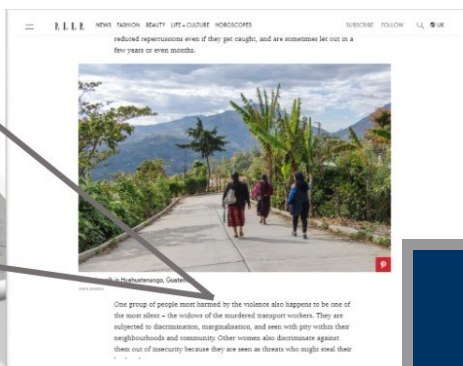 ELLE NEWS FASHION BEAUTY LIFE + CULTURE HOROSCOPES SUBSCRIBE FOLLOW UK
reduced repercussions even if they get caught, and are sometimes let out in a
few years or even months.
in Huehuetenango,
One group of people most harmed by the violence also happens to be one of
the most silent – the widows of the murdered transport workers. They are
subjected to discrimination, marginalisation, and seen with pity within their
neighbourhoods and community. Other women also discriminate against
them out of insecurity because they are seen as threats who might steal their